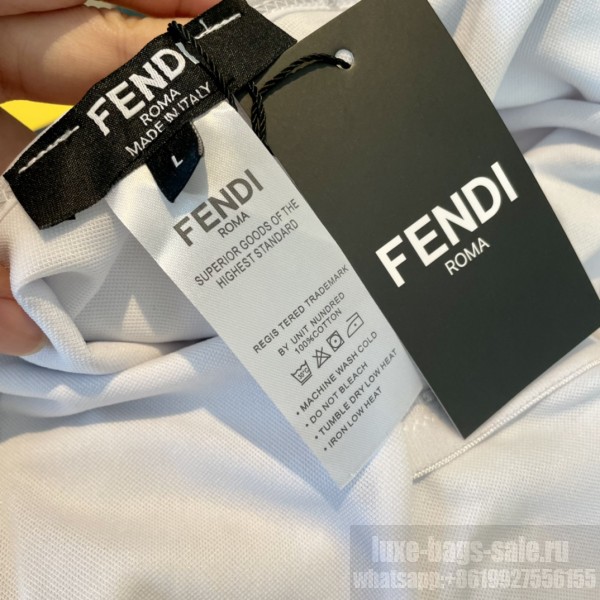 FENDI
ROMA
MADE IN ITALY
L
FENDI
ROMA
SUPERIOR GOODS OF THE
HIGHEST STANDARD
REGIS TERED TRADEMARK
BY UNIT NUNDRED
100%COTTON
• MACHINE WASH COLD
• DO NOT BLEACH
• TUMBLE DRY LOW HEAT
• IRON LOW HEAT
FENDI
ROMA
luxe-bags-sale.ru
whatsapp:+8619927556155